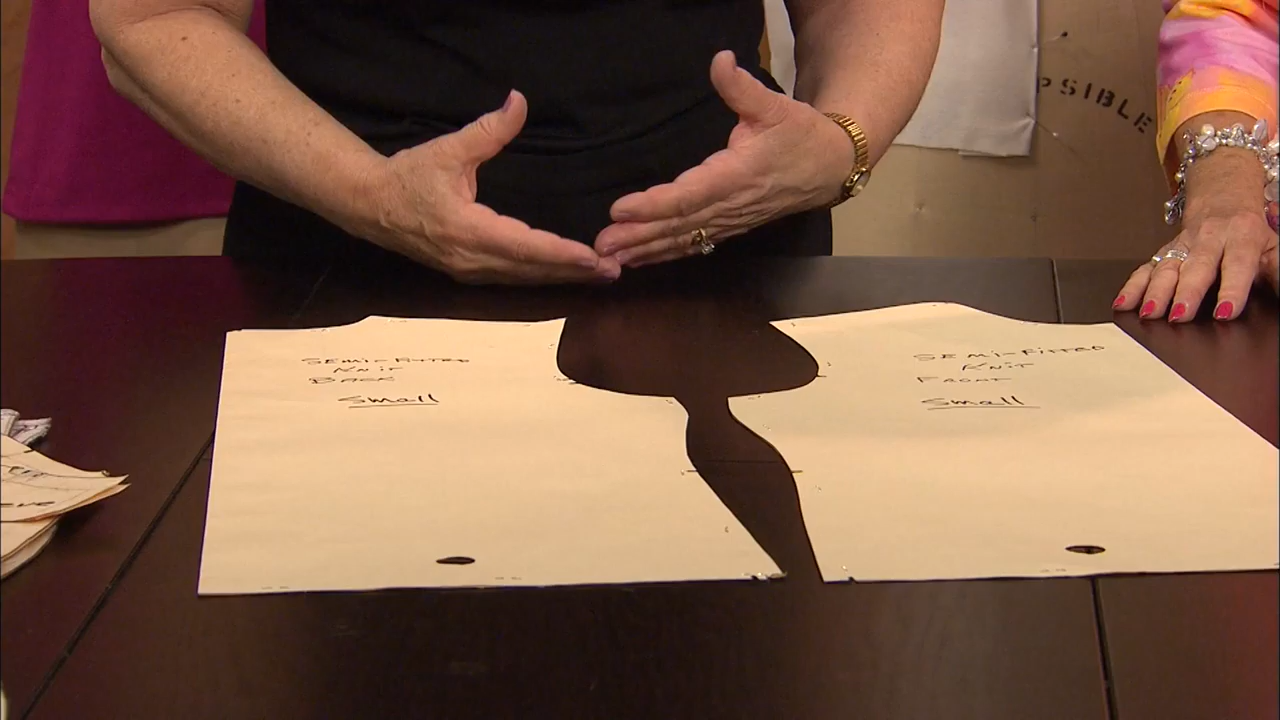 SEMI-FITTED
KNIT
BACK
Small
SEMI-FITTED
KNIT
FRONT
Small
PSIBLE